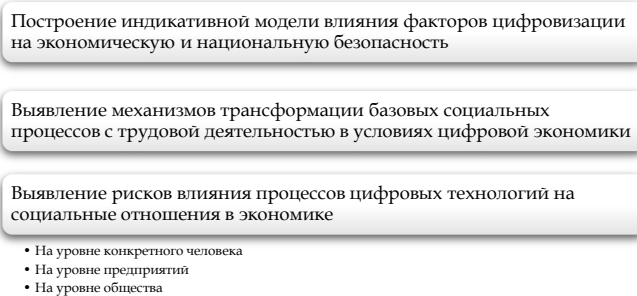 Построение индикативной модели влияния факторов цифровизации
на экономическую и национальную безопасность
Выявление механизмов трансформации базовых социальных
процессов с трудовой деятельностью в условиях цифровой экономики
Выявление рисков влияния процессов цифровых технологий на
социальные отношения в экономике
• На уровне конкретного человека
• На уровне предприятий
• На уровне общества